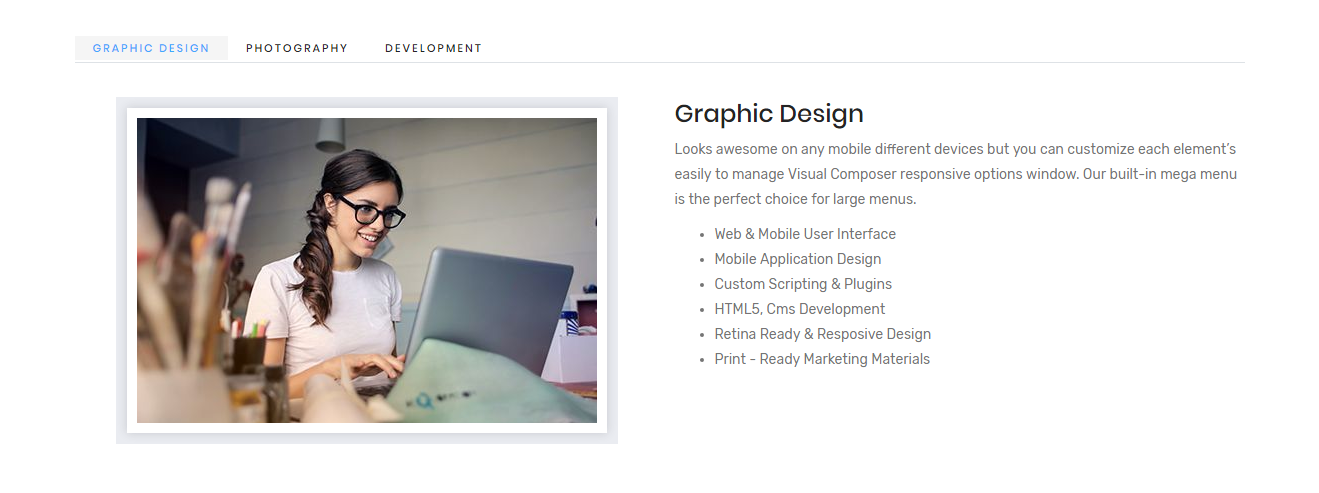 GRAPHIC DESIGN PHOTOGRAPHY DEVELOPMENT
Graphic Design
Looks awesome on any mobile different devices but you can customize each element's
easily to manage Visual Composer responsive options window. Our built-in mega menu
is the perfect choice for large menus.
• Web & Mobile User Interface
• Mobile Application Design
• Custom Scripting & Plugins
• HTML5, Cms Development
• Retina Ready & Resposive Design
• Print - Ready Marketing Materials